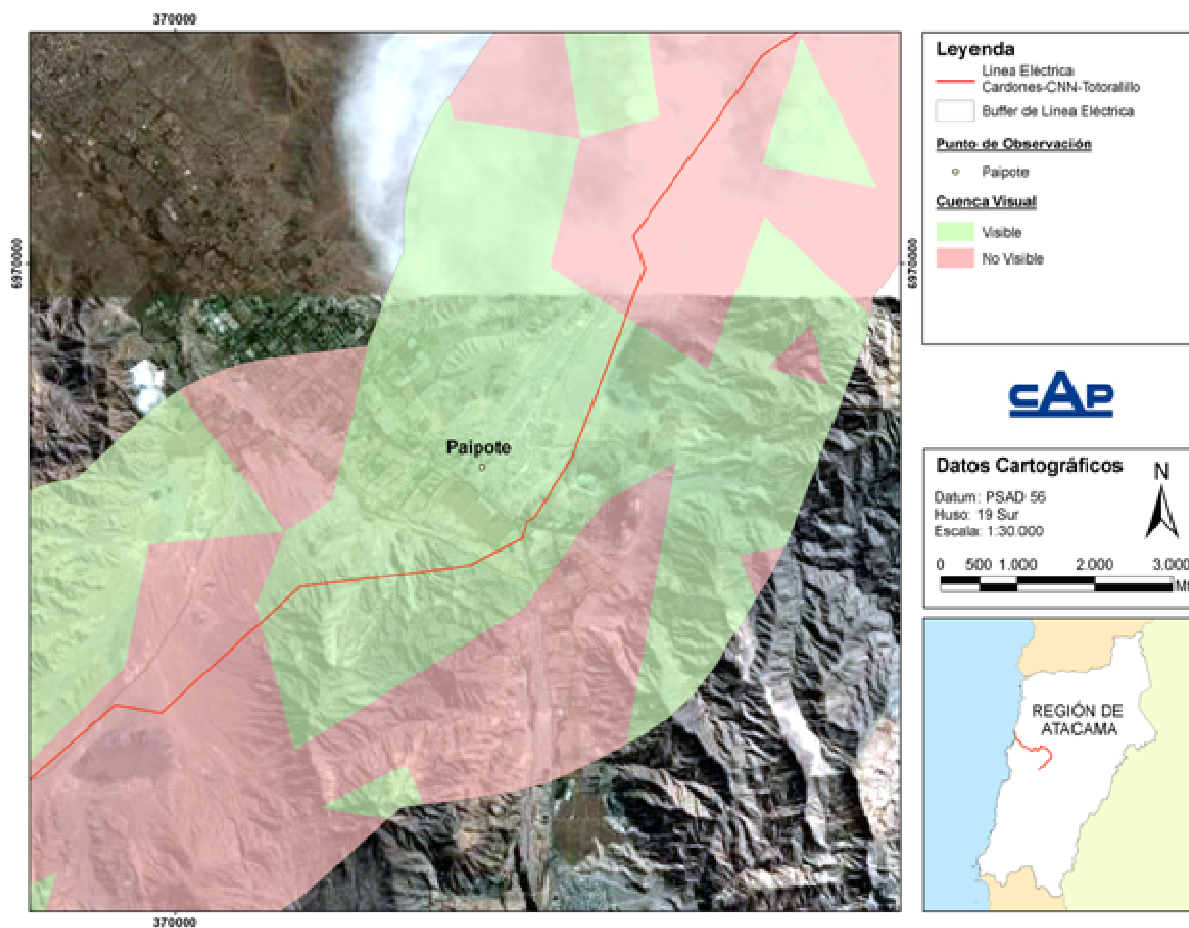 370000
6970000
Paipote
6970000
370000
Leyenda
Línea Eléctrica
Cardones-CNN-Totoralillo
Buffer de Línea Eléctrica
Punto de Observación
Paipote
Cuenca Visual
Visible
No Visible
CAP
Datos Cartográficos
N
Datum : PSAD 56
Huso: 19 Sur
Escala: 1:30.000
0 500 1.000 2.000 3.000
REGIÓN DE
ATACAMA